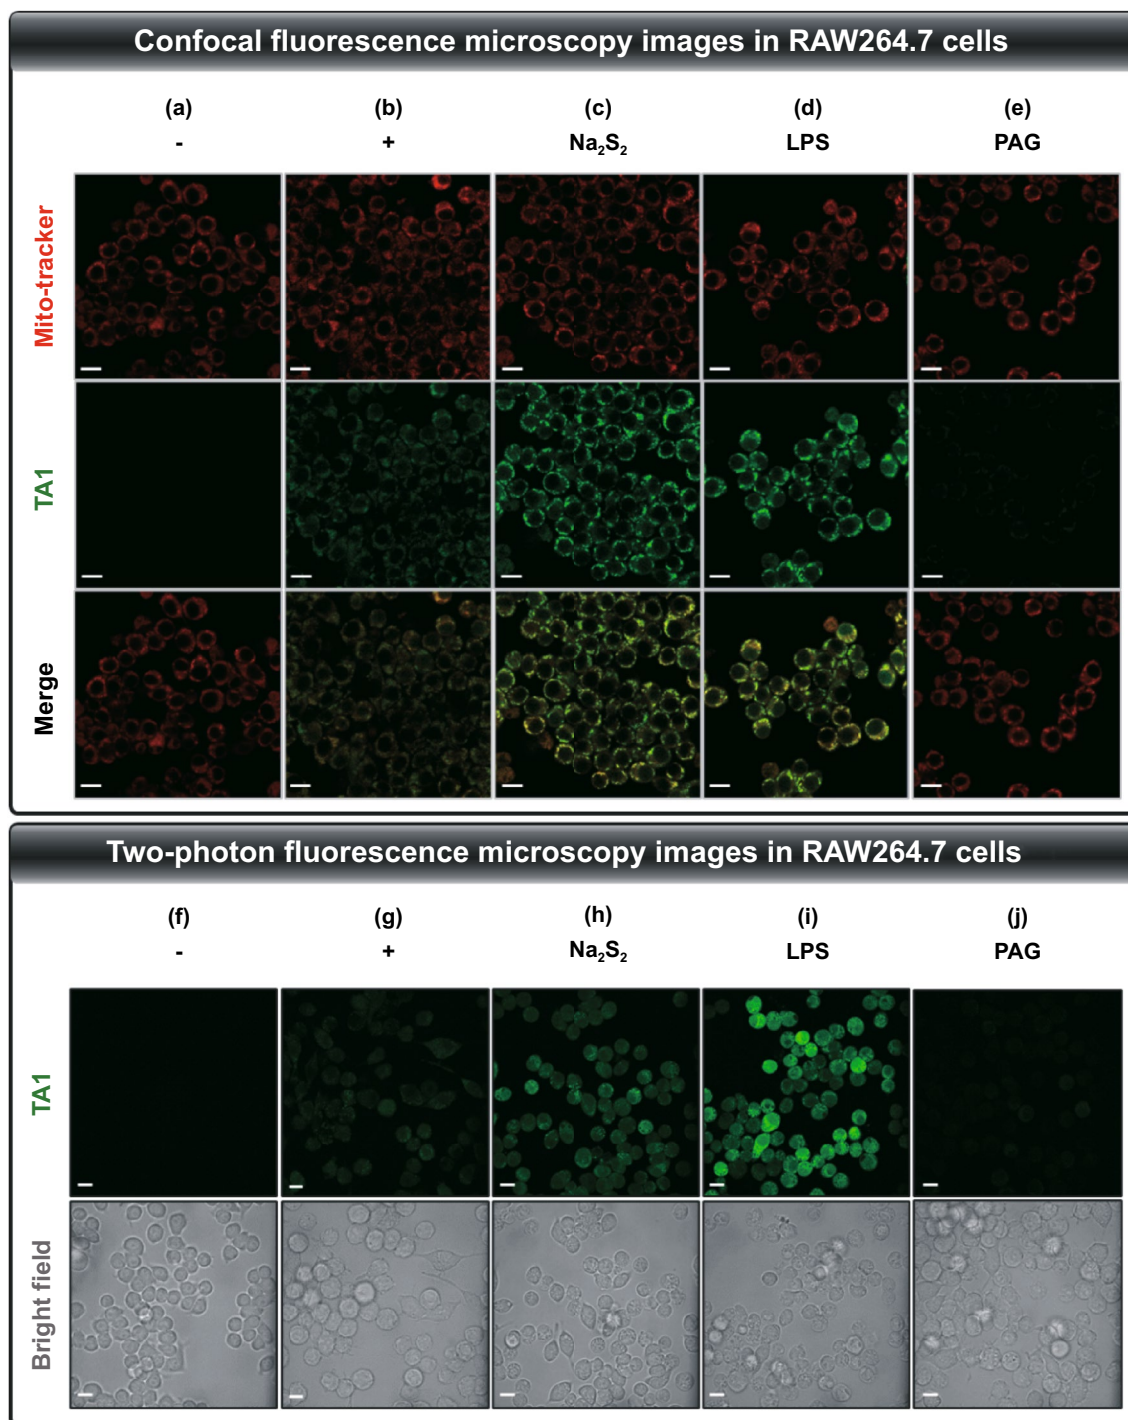 Confocal fluorescence microscopy images in RAW264.7 cells
(a) (b) (c) (d) (e)
- + Na₂S₂ LPS PAG
Mito-tracker
TA1
Merge
Two-photon fluorescence microscopy images in RAW264.7 cells
(f) (g) (h) (i) (j)
- + Na₂S₂ LPS PAG
TA1
Bright field